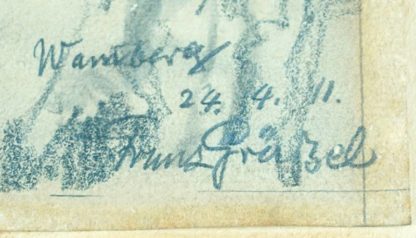 Wamberg
24. 4. 11.
Franz Gräßel